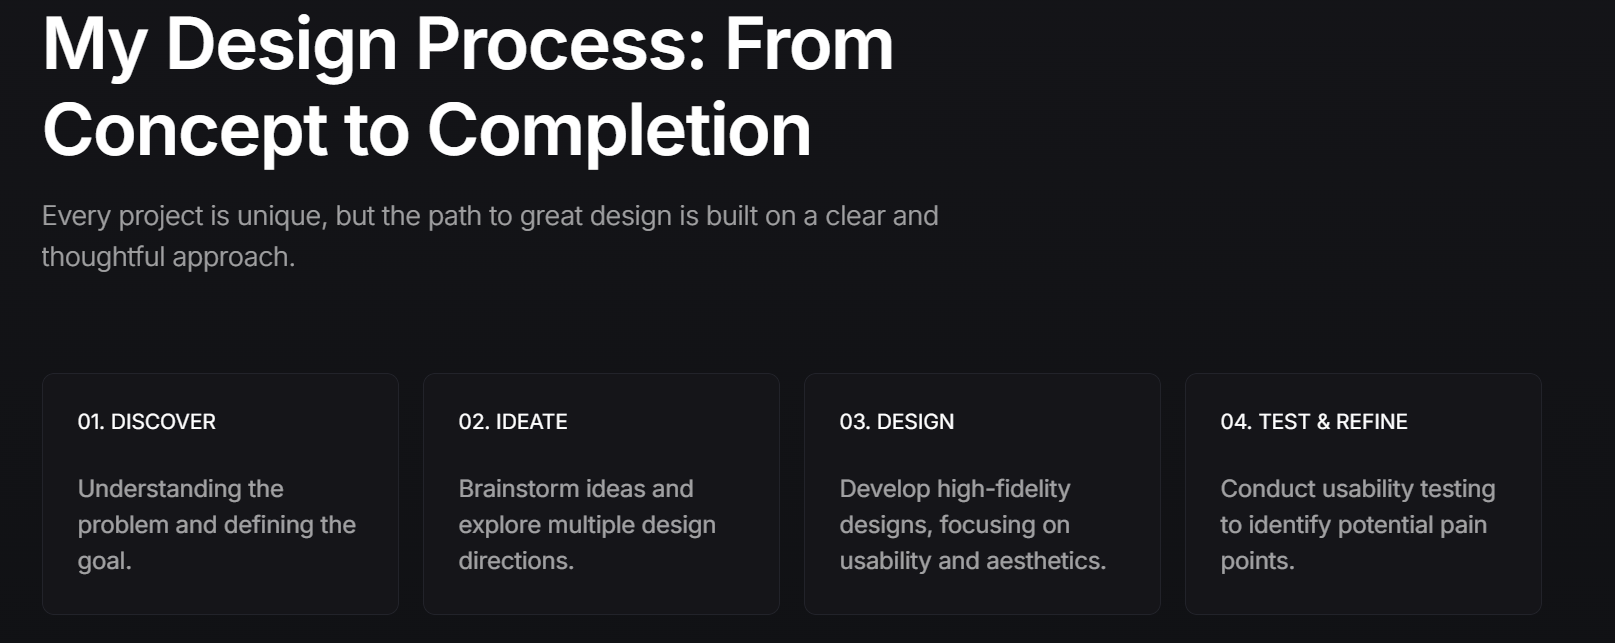 My Design Process: From
Concept to Completion
Every project is unique, but the path to great design is built on a clear and
thoughtful approach.
01. DISCOVER
Understanding the
problem and defining the
goal.
02. IDEATE
Brainstorm ideas and
explore multiple design
directions.
03. DESIGN
Develop high-fidelity
designs, focusing on
usability and aesthetics.
04. TEST & REFINE
Conduct usability testing
to identify potential pain
points.